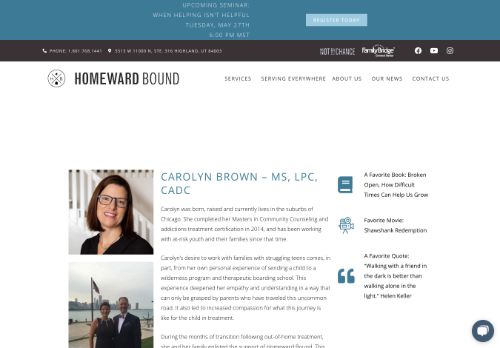 UPCOMING SEMINAR:
WHEN HELPING ISN'T HELPFUL
TUESDAY, MAY 27TH
6:00 PM MST
REGISTER TODAY
PHONE: 1.801.768.1441
5513 W 11000 N, STE. 316 HIGHLAND, UT 84003
NOT BY CHANCE
FamilyBridge
HOMEWARD BOUND
SERVICES
SERVING EVERYWHERE
ABOUT US
OUR NEWS
CONTACT US
CAROLYN BROWN – MS, LPC,
CADC
Carolyn was born, raised and currently lives in the suburbs of
Chicago. She completed her Masters in Community Counseling and
addictions treatment certification in 2014, and has been working
with at-risk youth and their families since that time.
Carolyn's desire to work with families with struggling teens comes, in
part, from her own personal experience of sending a child to a
wilderness program and therapeutic boarding school. This
experience deepened her empathy and understanding in a way that
can only be grasped by parents who have traveled this uncommon
road. It also led to increased compassion for what this journey is
like for the child in treatment.
During the months of transition following out-of-home treatment,
she and her family enlisted the support of Homeward Bound. This
A Favorite Book: Broken
Open, How Difficult
Times Can Help Us Grow
Favorite Movie:
Shawshank Redemption
A Favorite Quote:
"Walking with a friend in
the dark is better than
walking alone in the
light." Helen Keller